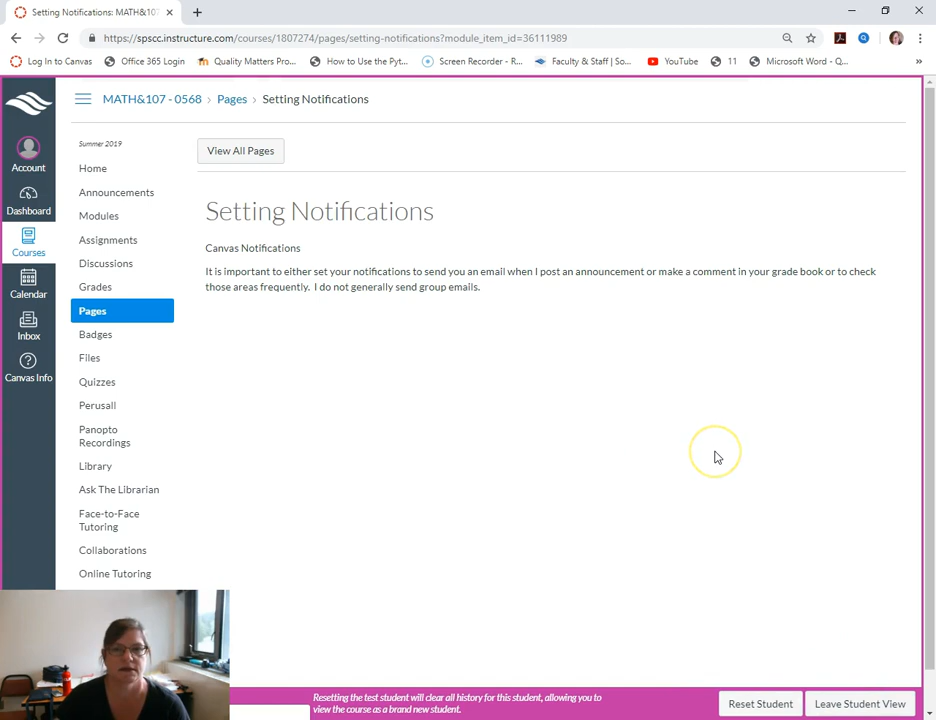 Setting Notifications: MATH&107
https://spscc.instructure.com/courses/1807274/pages/setting-notifications?module_item_id=36111989
Log In to Canvas
Office 365 Login
Quality Matters Pro...
How to Use the Pyt...
Screen Recorder - R...
Faculty & Staff | So...
YouTube
11
Microsoft Word - Q...
»
MATH&107 - 0568 › Pages › Setting Notifications
Account
Dashboard
Courses
Calendar
Inbox
Canvas Info
Summer 2019
Home
Announcements
Modules
Assignments
Discussions
Grades
Pages
Badges
Files
Quizzes
Perusall
Panopto
Recordings
Library
Ask The Librarian
Face-to-Face
Tutoring
Collaborations
Online Tutoring
View All Pages
Setting Notifications
Canvas Notifications
It is important to either set your notifications to send you an email when I post an announcement or make a comment in your grade book or to check
those areas frequently.  I do not generally send group emails.
Resetting the test student will clear all history for this student, allowing you to
view the course as a brand new student.
Reset Student
Leave Student View